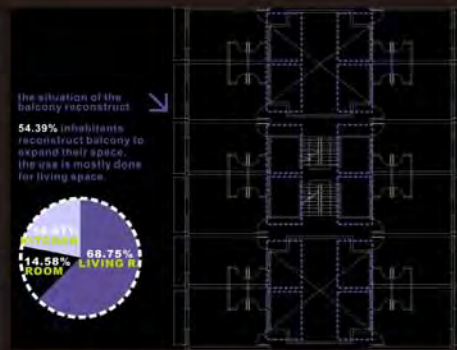 the situation of the
balcony reconstruct
54.39% inhabitants
reconstruct balcony to
expand their space,
the use is mostly done
for living space.
KITCHEN
68.75%
LIVING R.
14.58%
ROOM